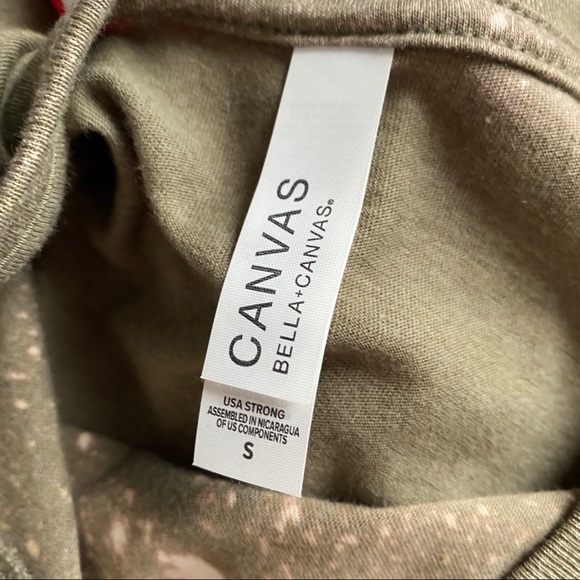 CANVAS
BELLA+CANVAS®
USA STRONG
ASSEMBLED IN NICARAGUA
OF US COMPONENTS
S